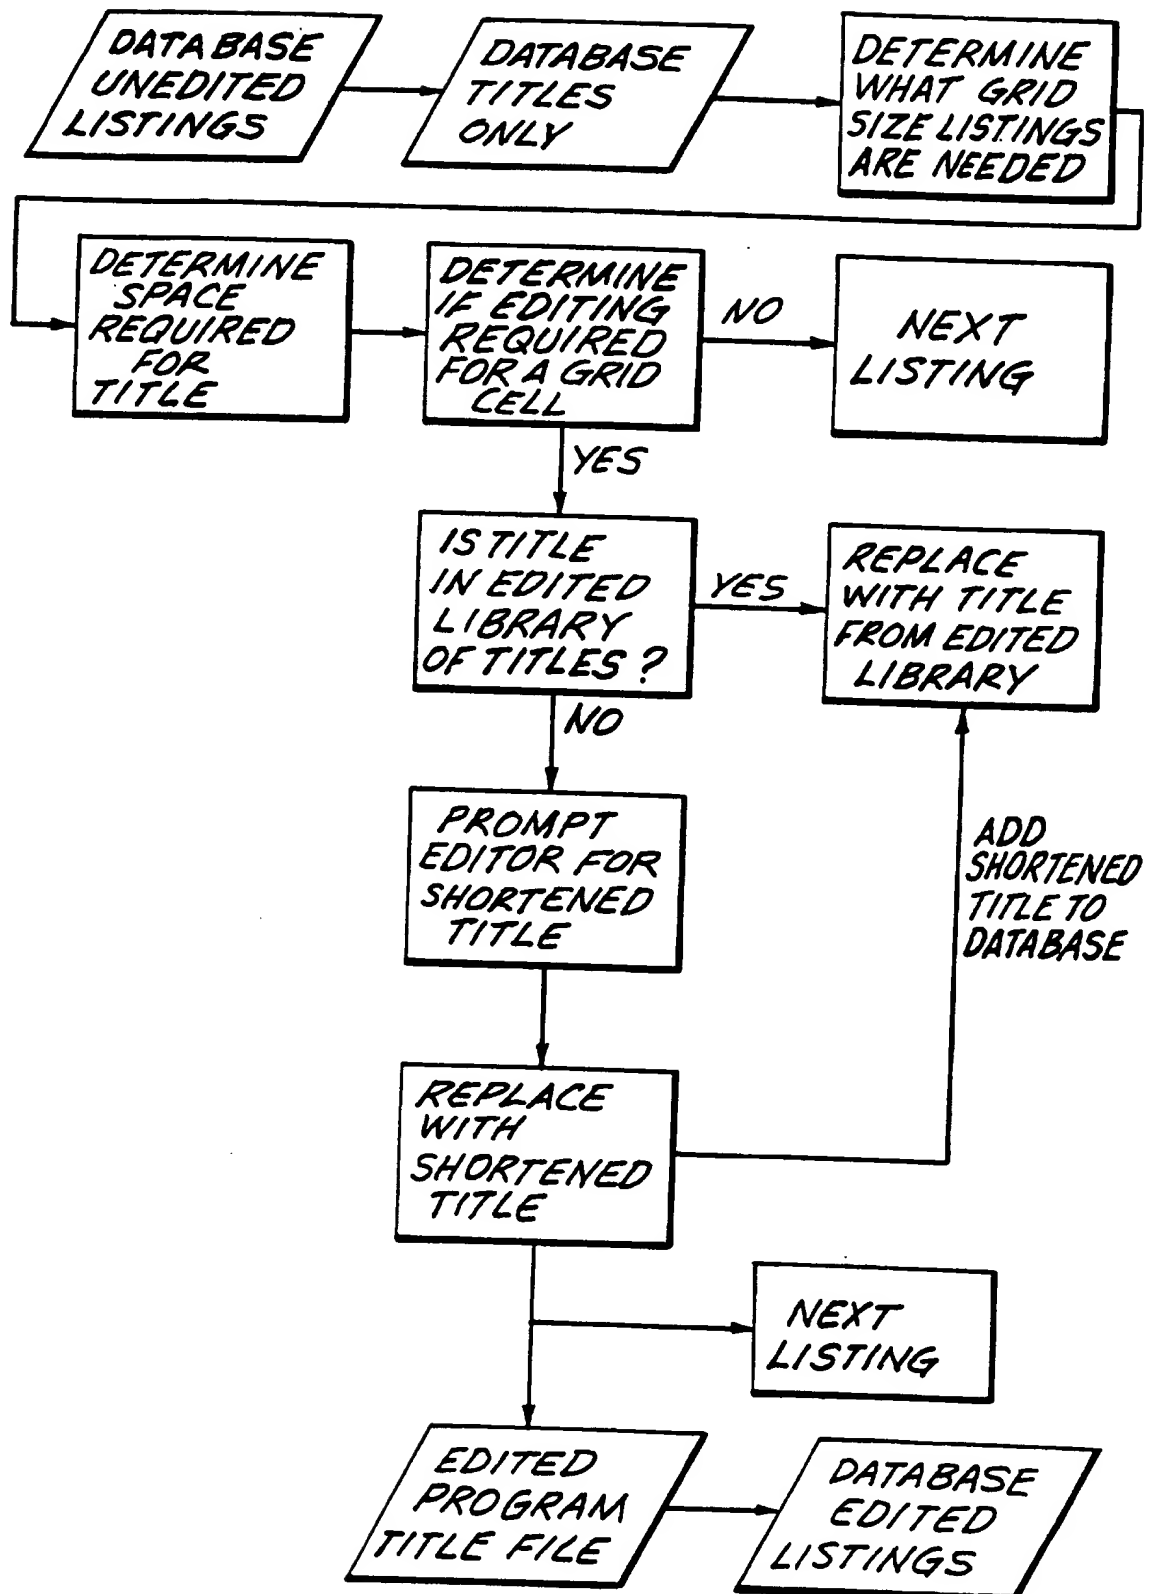 DATABASE
UNEDITED
LISTINGS
DATABASE
TITLES
ONLY
DETERMINE
WHAT GRID
SIZE LISTINGS
ARE NEEDED
DETERMINE
SPACE
REQUIRED
FOR
TITLE
DETERMINE
IF EDITING
REQUIRED
FOR A GRID
CELL
NO
NEXT
LISTING
YES
IS TITLE
IN EDITED
LIBRARY
OF TITLES ?
YES
REPLACE
WITH TITLE
FROM EDITED
LIBRARY
NO
PROMPT
EDITOR FOR
SHORTENED
TITLE
ADD
SHORTENED
TITLE TO
DATABASE
REPLACE
WITH
SHORTENED
TITLE
NEXT
LISTING
EDITED
PROGRAM
TITLE FILE
DATABASE
EDITED
LISTINGS